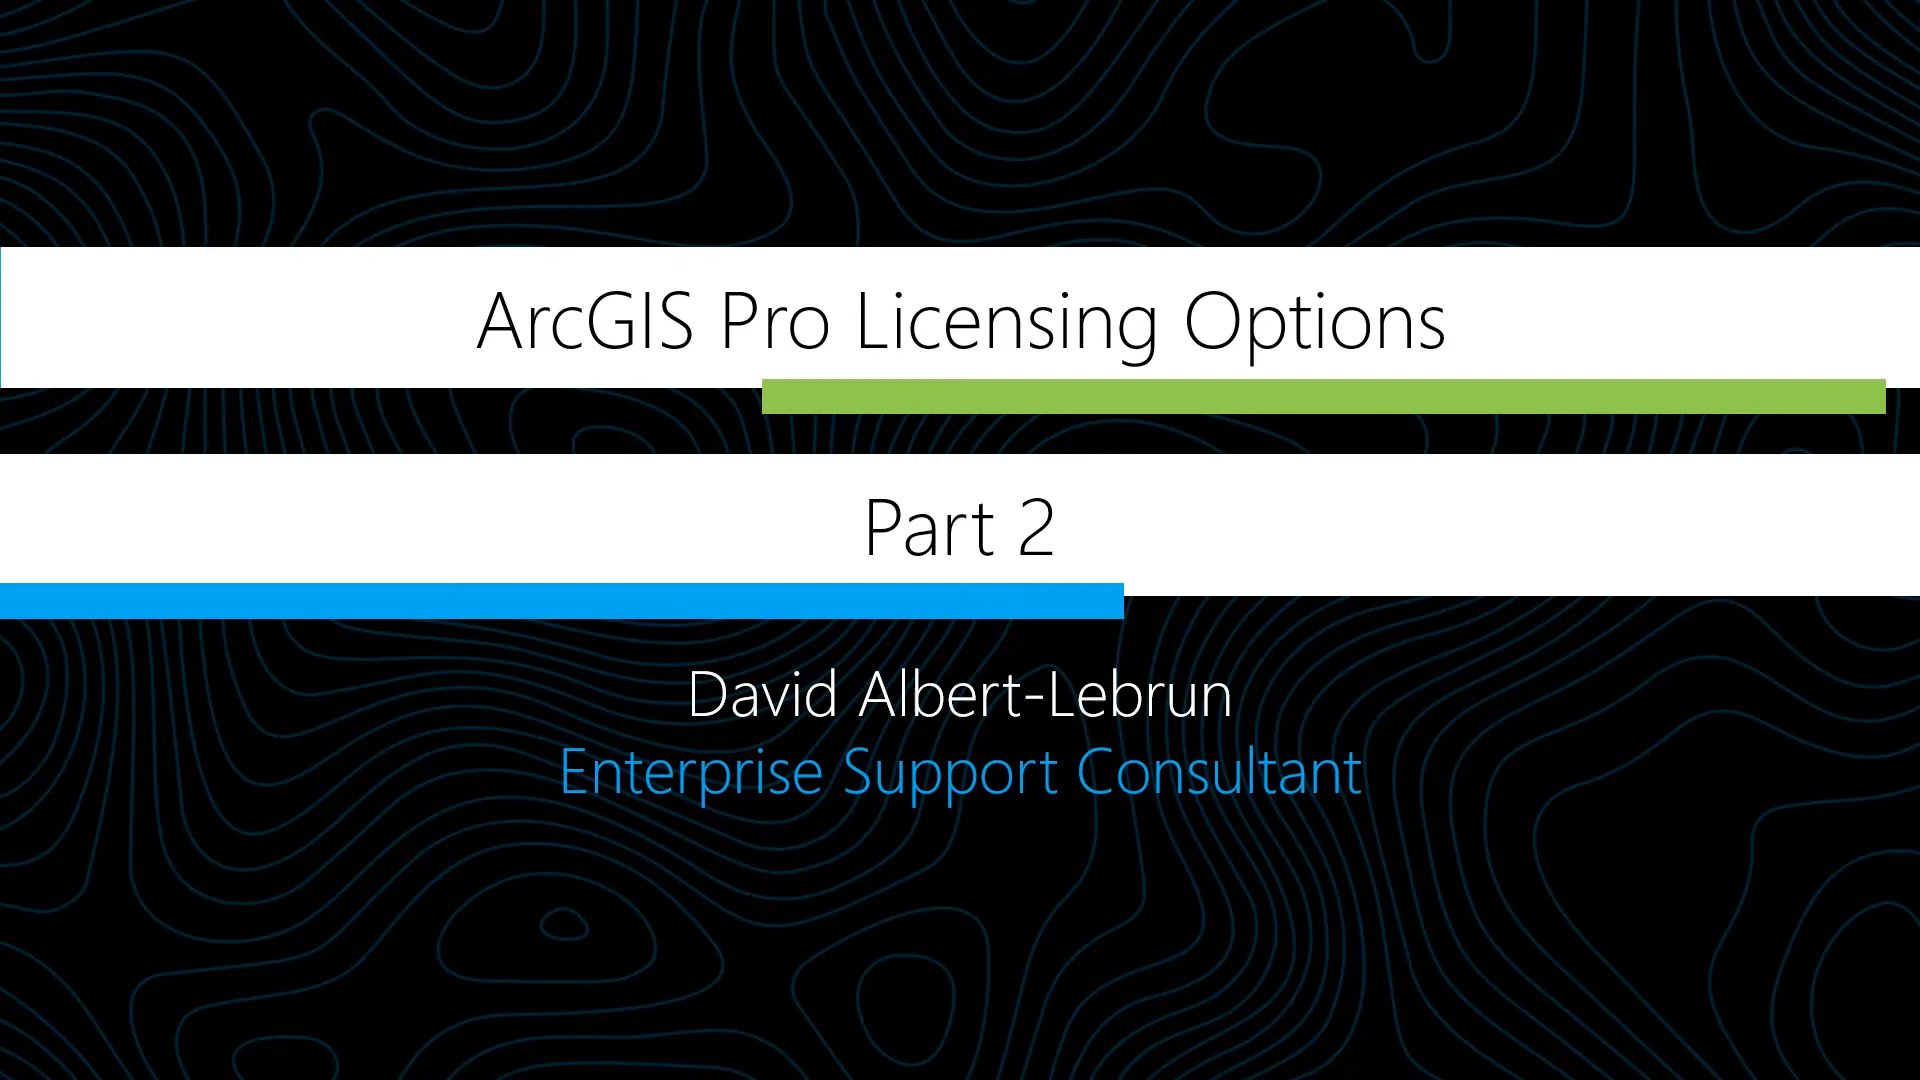 ArcGIS Pro Licensing Options
Part 2
David Albert-Lebrun
Enterprise Support Consultant